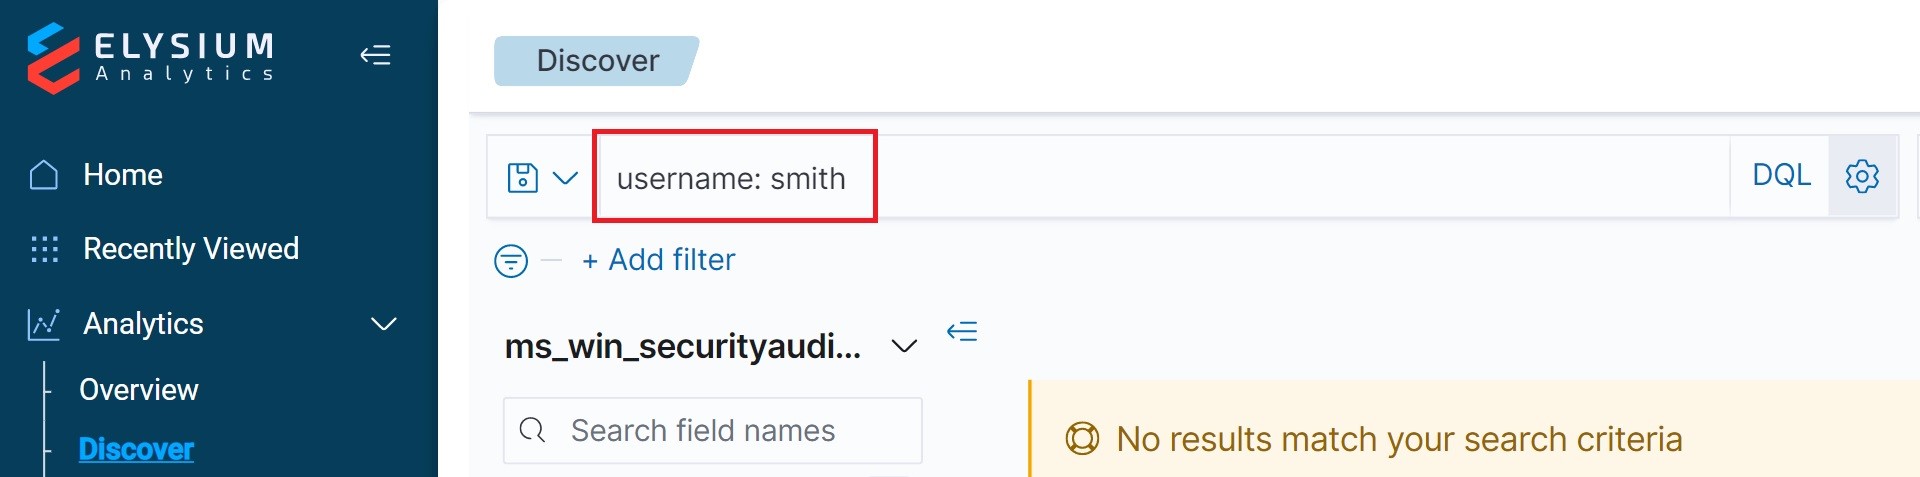 ELYSIUM
Analytics
Home
Recently Viewed
Analytics
Overview
Discover
Discover
username: smith
DQL
+ Add filter
ms_win_securityaudi...
Search field names
No results match your search criteria